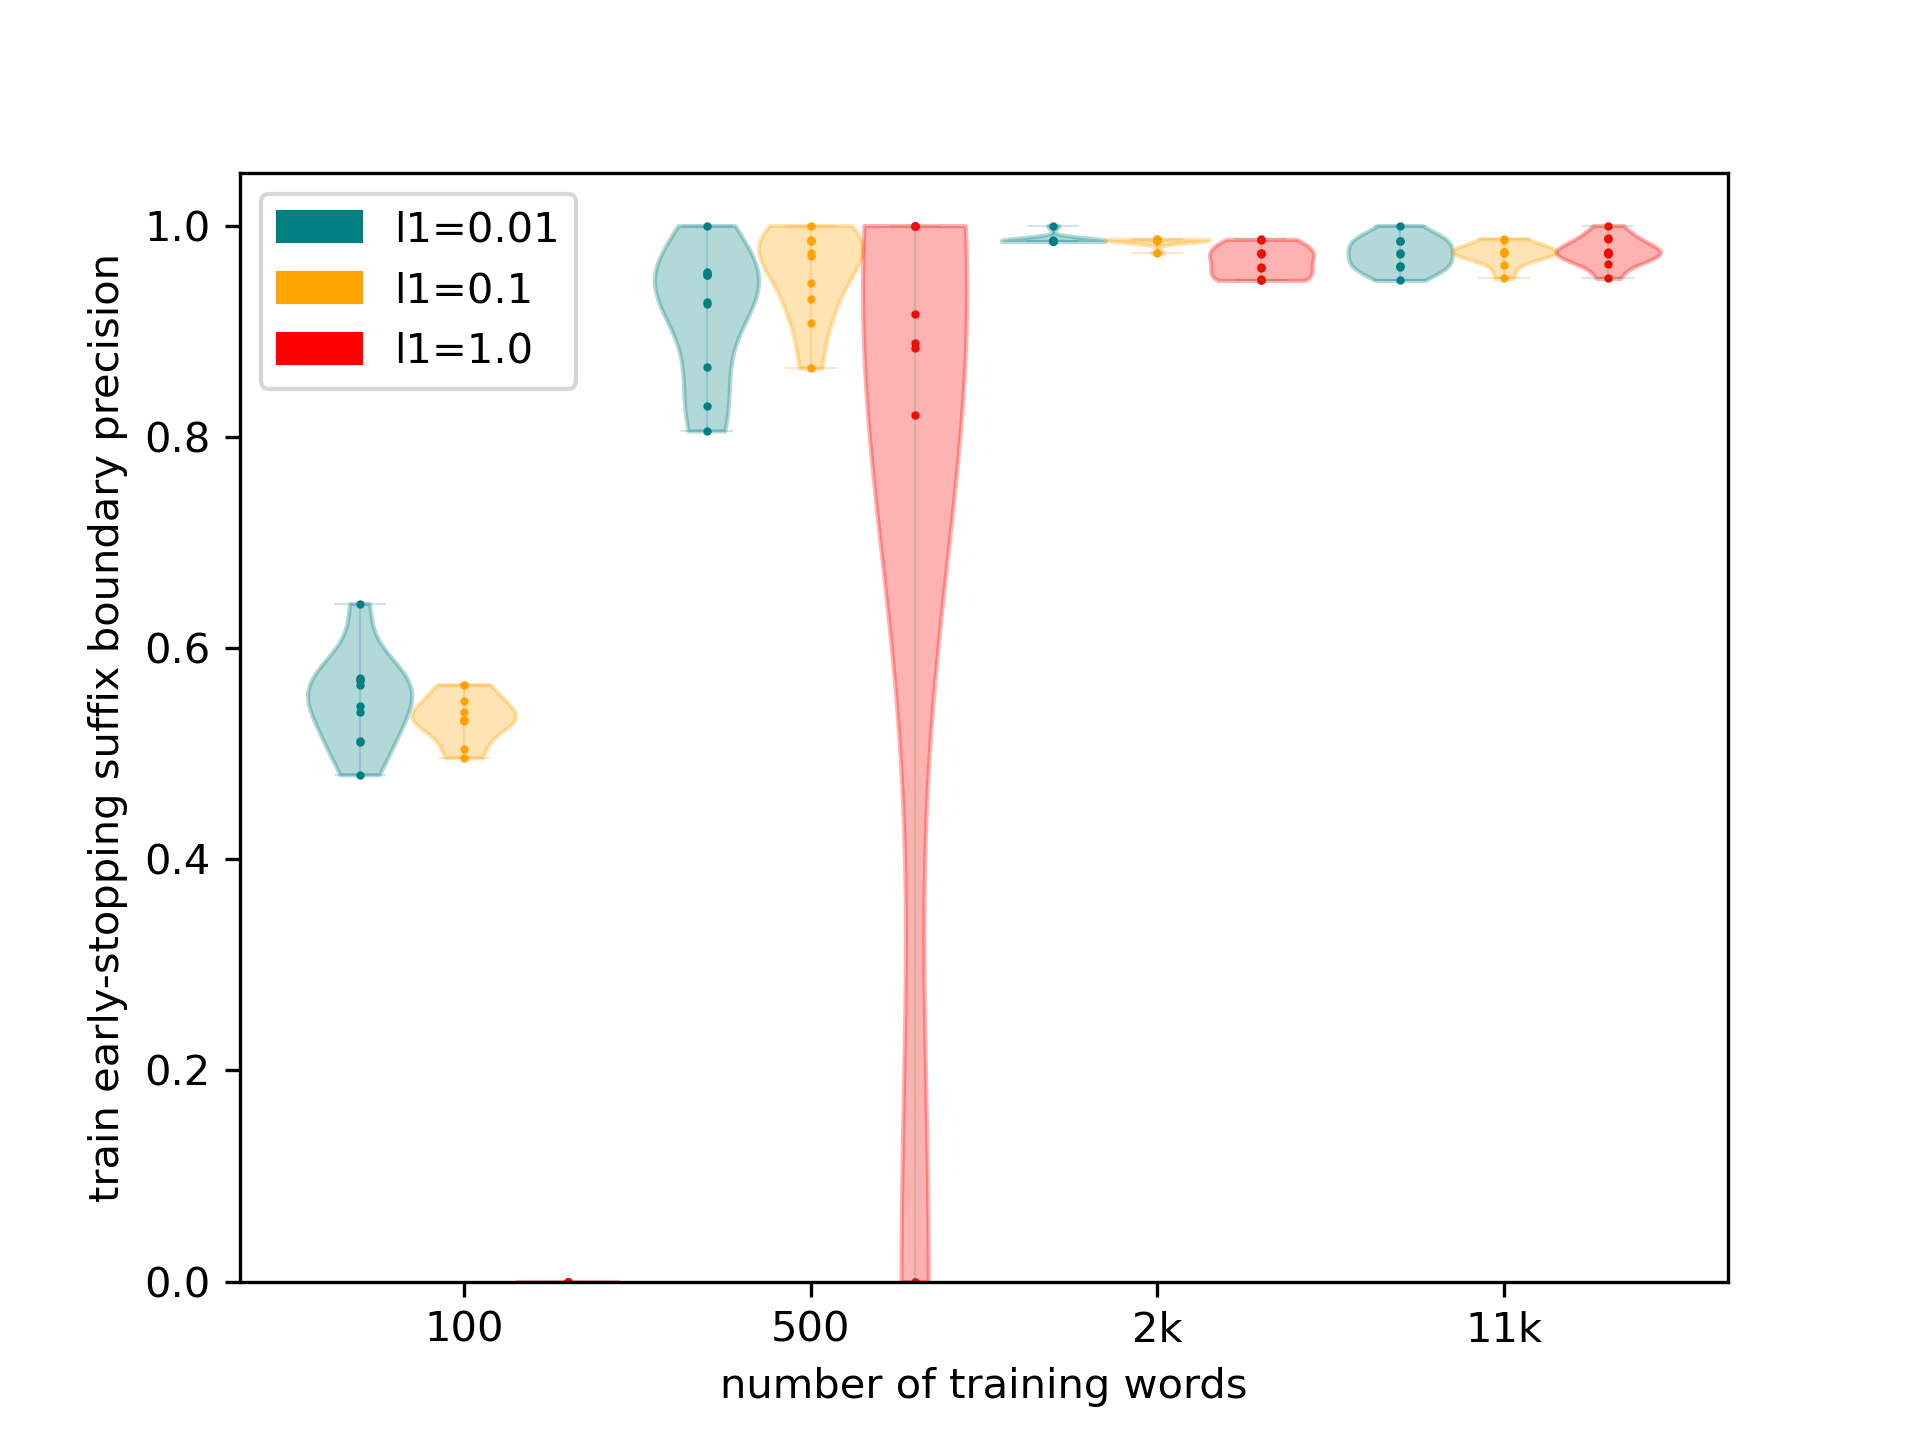 l1=0.01
l1=0.1
l1=1.0
train early-stopping suffix boundary precision
1.0
0.8
0.6
0.4
0.2
0.0
100 500 2k 11k
number of training words